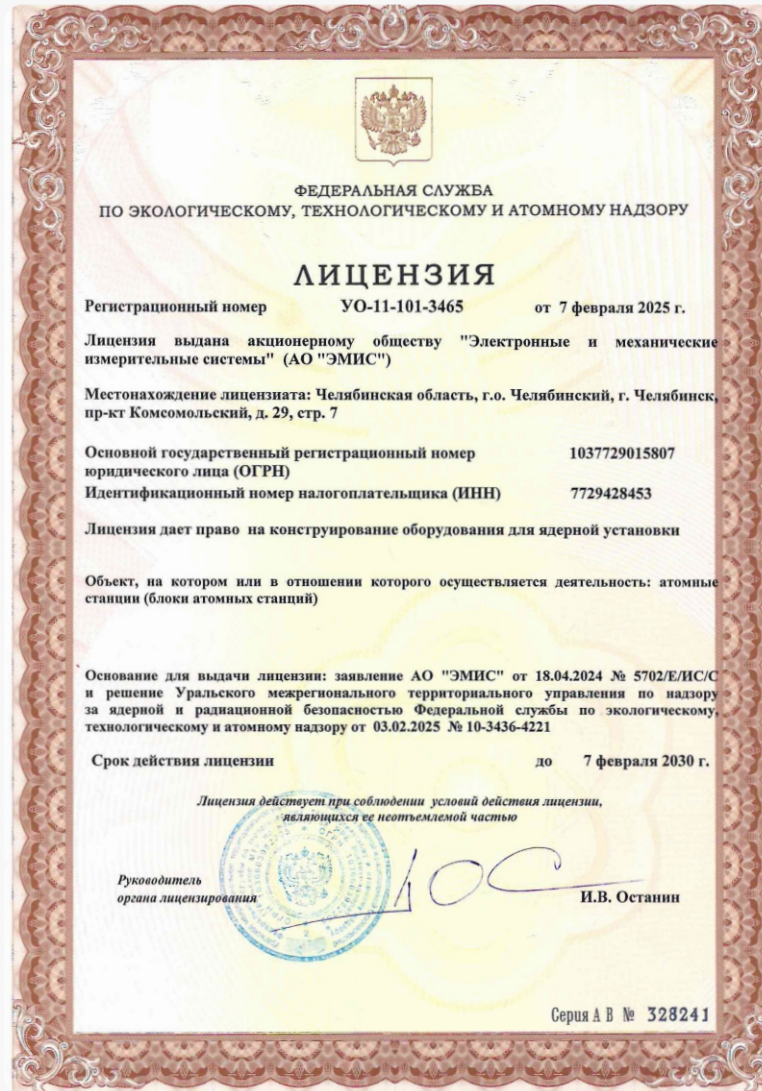 ФЕДЕРАЛЬНАЯ СЛУЖБА
ПО ЭКОЛОГИЧЕСКОМУ, ТЕХНОЛОГИЧЕСКОМУ И АТОМНОМУ НАДЗОРУ
ЛИЦЕНЗИЯ
Регистрационный номер УО-11-101-3465 от 7 февраля 2025 г.
Лицензия выдана акционерному обществу "Электронные и механические
измерительные системы" (АО "ЭМИС")
Местонахождение лицензиата: Челябинская область, г.о. Челябинский, г. Челябинск,
пр-кт Комсомольский, д. 29, стр. 7
Основной государственный регистрационный номер 1037729015807
юридического лица (ОГРН)
Идентификационный номер налогоплательщика (ИНН) 7729428453
Лицензия дает право на конструирование оборудования для ядерной установки
Объект, на котором или в отношении которого осуществляется деятельность: атомные
станции (блоки атомных станций)
Основание для выдачи лицензии: заявление АО "ЭМИС" от 18.04.2024 № 5702/Е/ИС/С
и решение Уральского межрегионального территориального управления по надзору
за ядерной и радиационной безопасностью Федеральной службы по экологическому,
технологическому и атомному надзору от 03.02.2025 № 10-3436-4221
Срок действия лицензии до 7 февраля 2030 г.
Лицензия действует при соблюдении условий действия лицензии,
являющихся ее неотъемлемой частью
Руководитель
органа лицензирования И.В. Останин
Серия А В № 328241